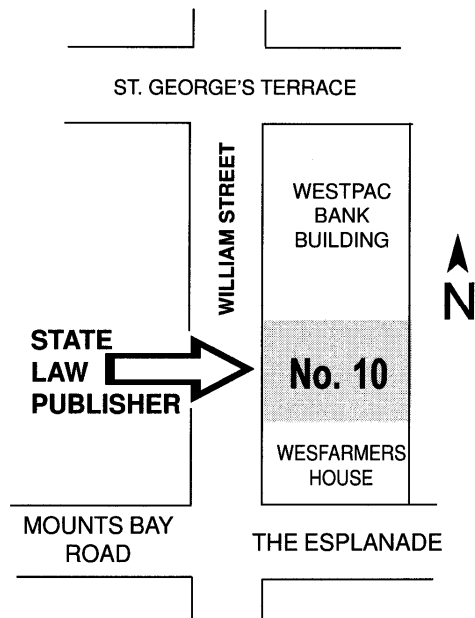 ST. GEORGE'S TERRACE
WILLIAM STREET
WESTPAC
BANK
BUILDING
N
STATE
LAW
PUBLISHER
No. 10
WESFARMERS
HOUSE
MOUNTS BAY
ROAD
THE ESPLANADE